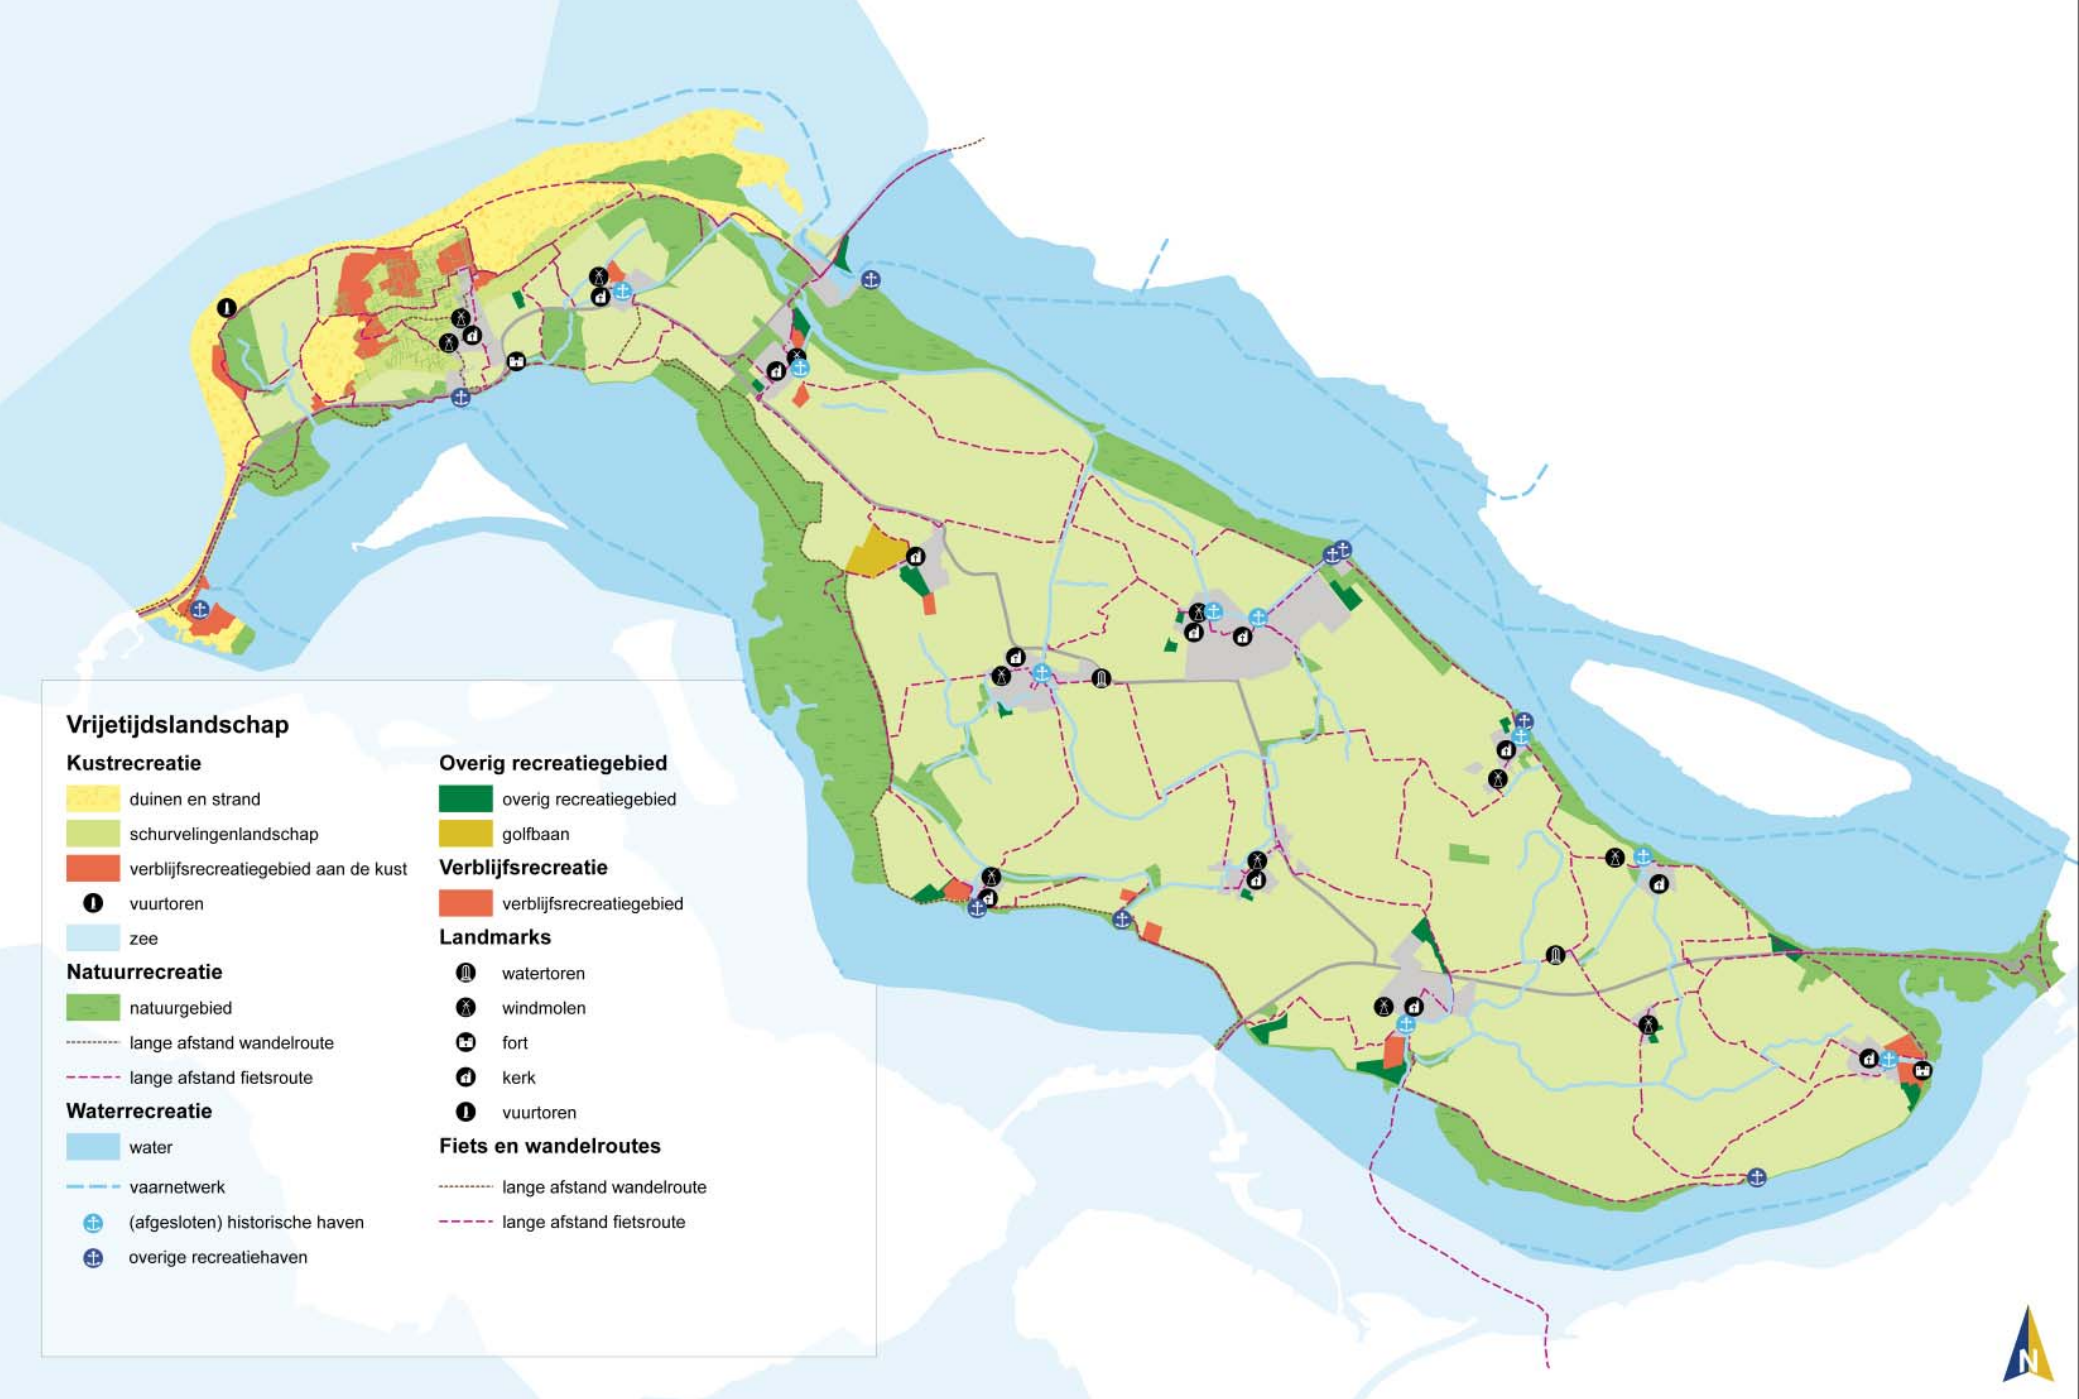 Vrijetijdslandschap
Kustrecreatie
duinen en strand
schurvelingenlandschap
verblijfsrecreatiegebied aan de kust
vuurtoren
zee
Natuurrecreatie
natuurgebied
lange afstand wandelroute
lange afstand fietsroute
Waterrecreatie
water
vaarnetwerk
(afgesloten) historische haven
overige recreatiehaven
Overig recreatiegebied
overig recreatiegebied
golfbaan
Verblijfsrecreatie
verblijfsrecreatiegebied
Landmarks
watertoren
windmolen
fort
kerk
vuurtoren
Fiets en wandelroutes
lange afstand wandelroute
lange afstand fietsroute
N